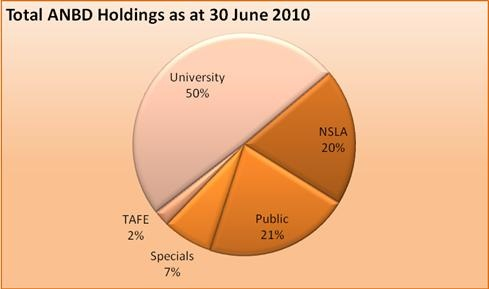 Total ANBD Holdings as at 30 June 2010
University
50%
NSLA
20%
Public
21%
TAFE
2%
Specials
7%